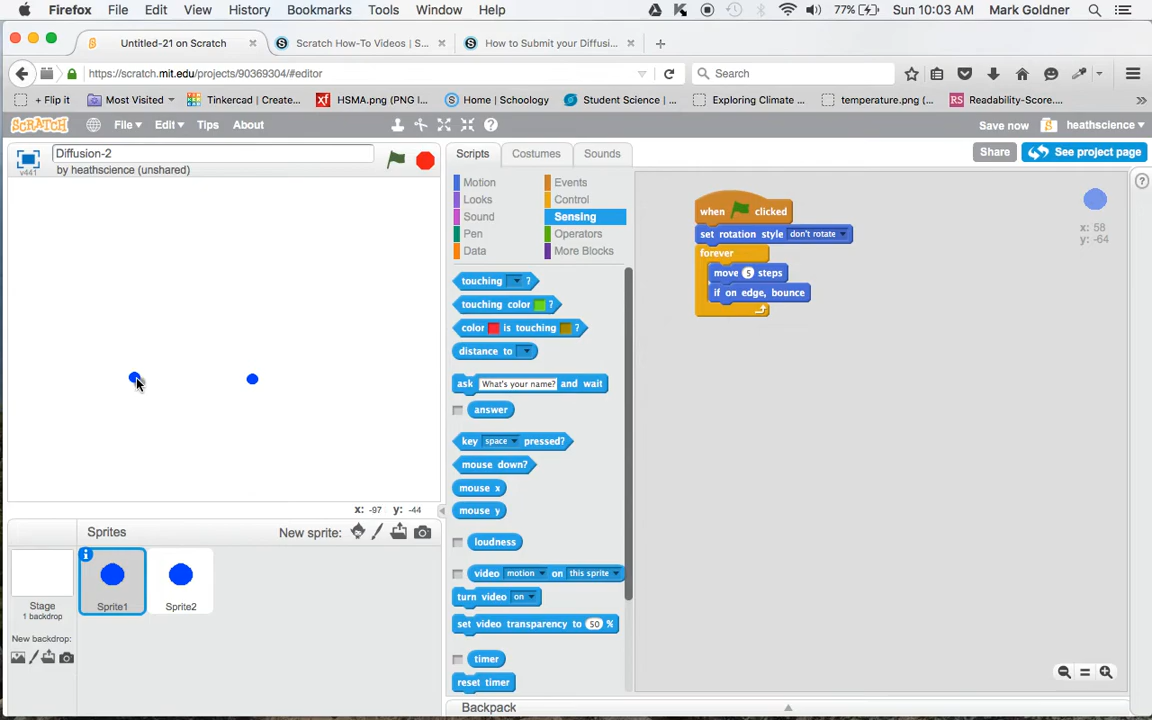 Firefox File Edit View History Bookmarks Tools Window Help 77% Sun 10:03 AM Mark Goldner
Untitled-21 on Scratch × Scratch How-To Videos | S... × How to Submit your Diffusi... × +
https://scratch.mit.edu/projects/90369304/#editor Search
+ Flip it Most Visited Tinkercad | Create... HSMA.png (PNG I... Home | Schoology Student Science | ... Exploring Climate ... temperature.png (... RS Readability-Score.... »
SCRATCH File Edit Tips About Save now heathscience
v441 Diffusion-2
by heathscience (unshared)
Scripts Costumes Sounds Share See project page
Motion Events
Looks Control
Sound Sensing
Pen Operators
Data More Blocks
touching ?
touching color ?
color is touching ?
distance to
ask What's your name? and wait
answer
key space pressed?
mouse down?
mouse x
mouse y
loudness
video motion on this sprite
turn video on
set video transparency to 50 %
timer
reset timer
when clicked
set rotation style don't rotate
forever
move 5 steps
if on edge, bounce
x: 58
y: -64
x: -97 y: -44
Sprites New sprite:
Stage
1 backdrop
New backdrop:
Sprite1
Sprite2
Backpack